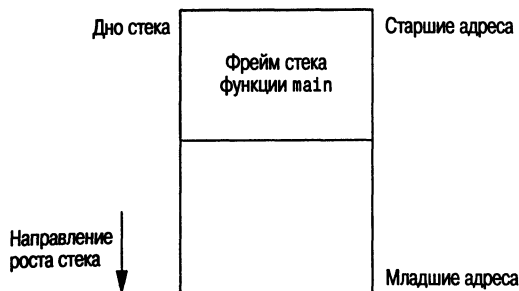 Дно стека
Старшие адреса
Фрейм стека
функции main
Направление
роста стека
Младшие адреса